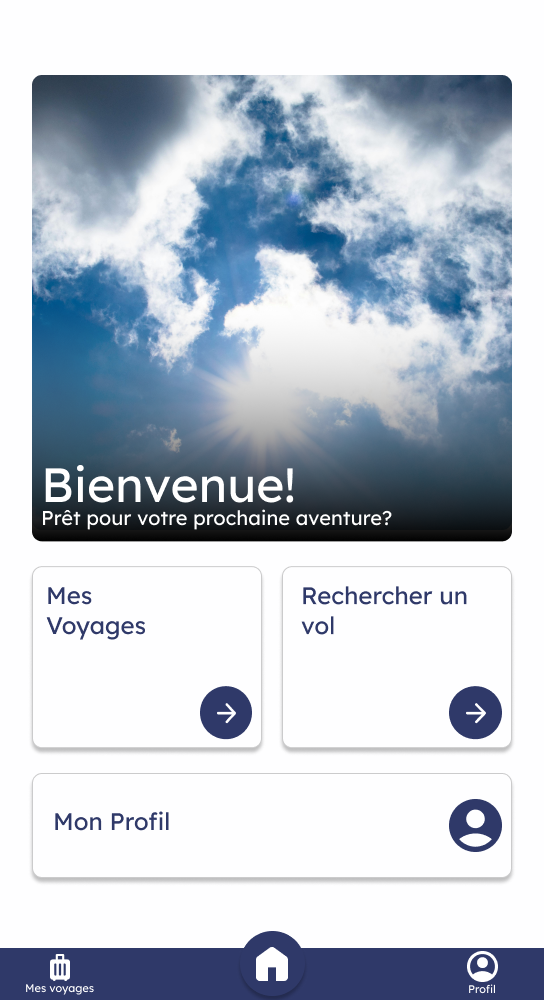 Bienvenue!
Prêt pour votre prochaine aventure?
Mes
Voyages
Rechercher un
vol
Mon Profil
Mes voyages
Profil